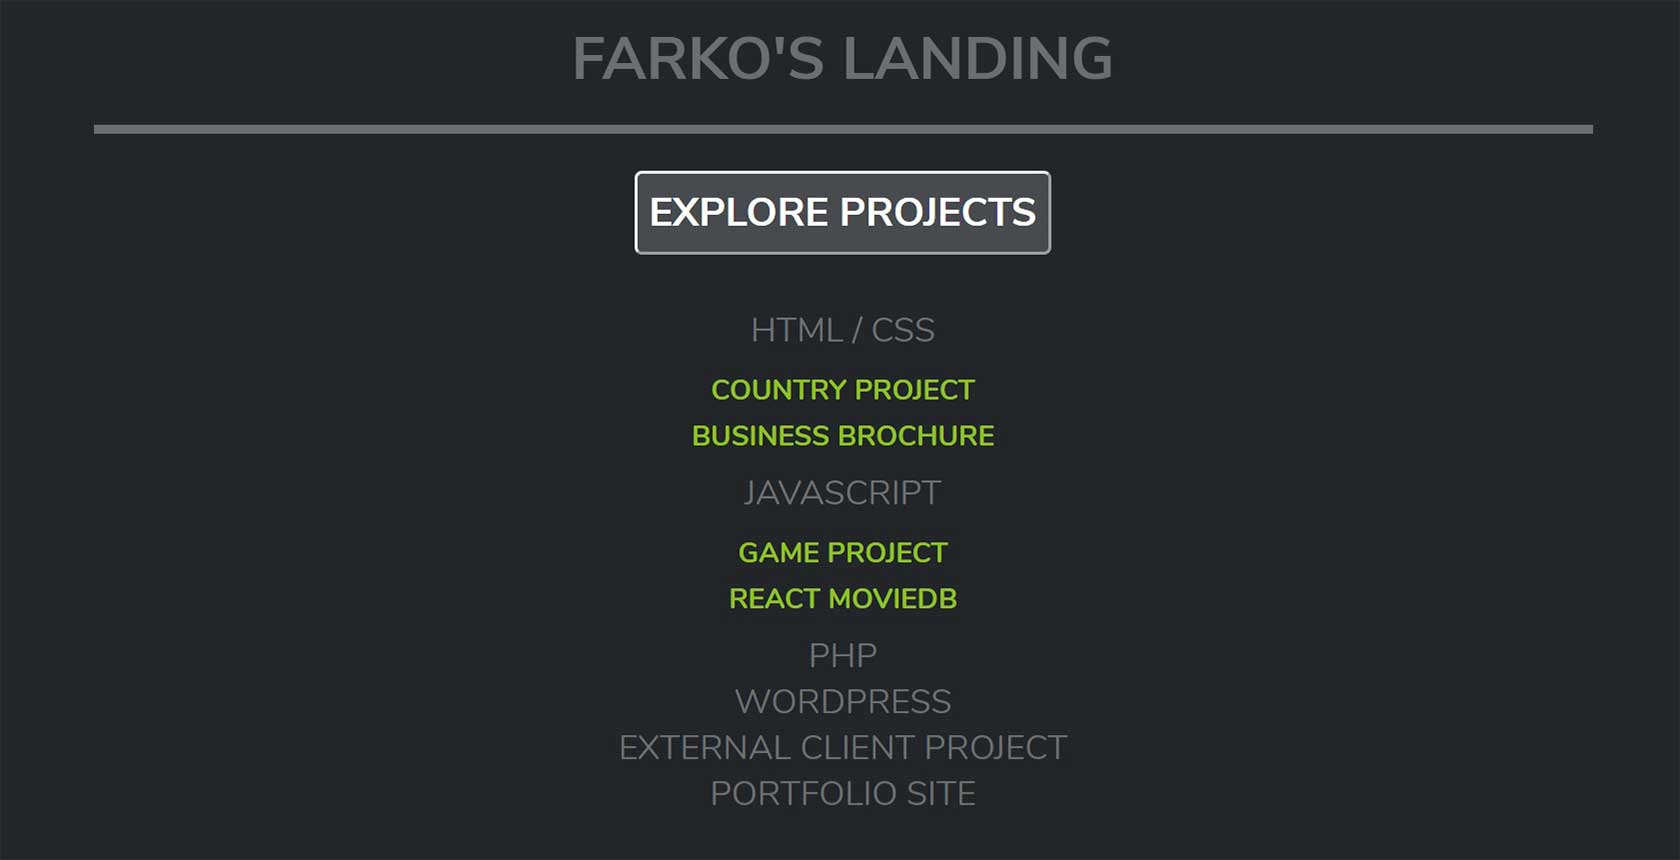 FARKO'S LANDING
EXPLORE PROJECTS
HTML / CSS
COUNTRY PROJECT
BUSINESS BROCHURE
JAVASCRIPT
GAME PROJECT
REACT MOVIEDB
PHP
WORDPRESS
EXTERNAL CLIENT PROJECT
PORTFOLIO SITE